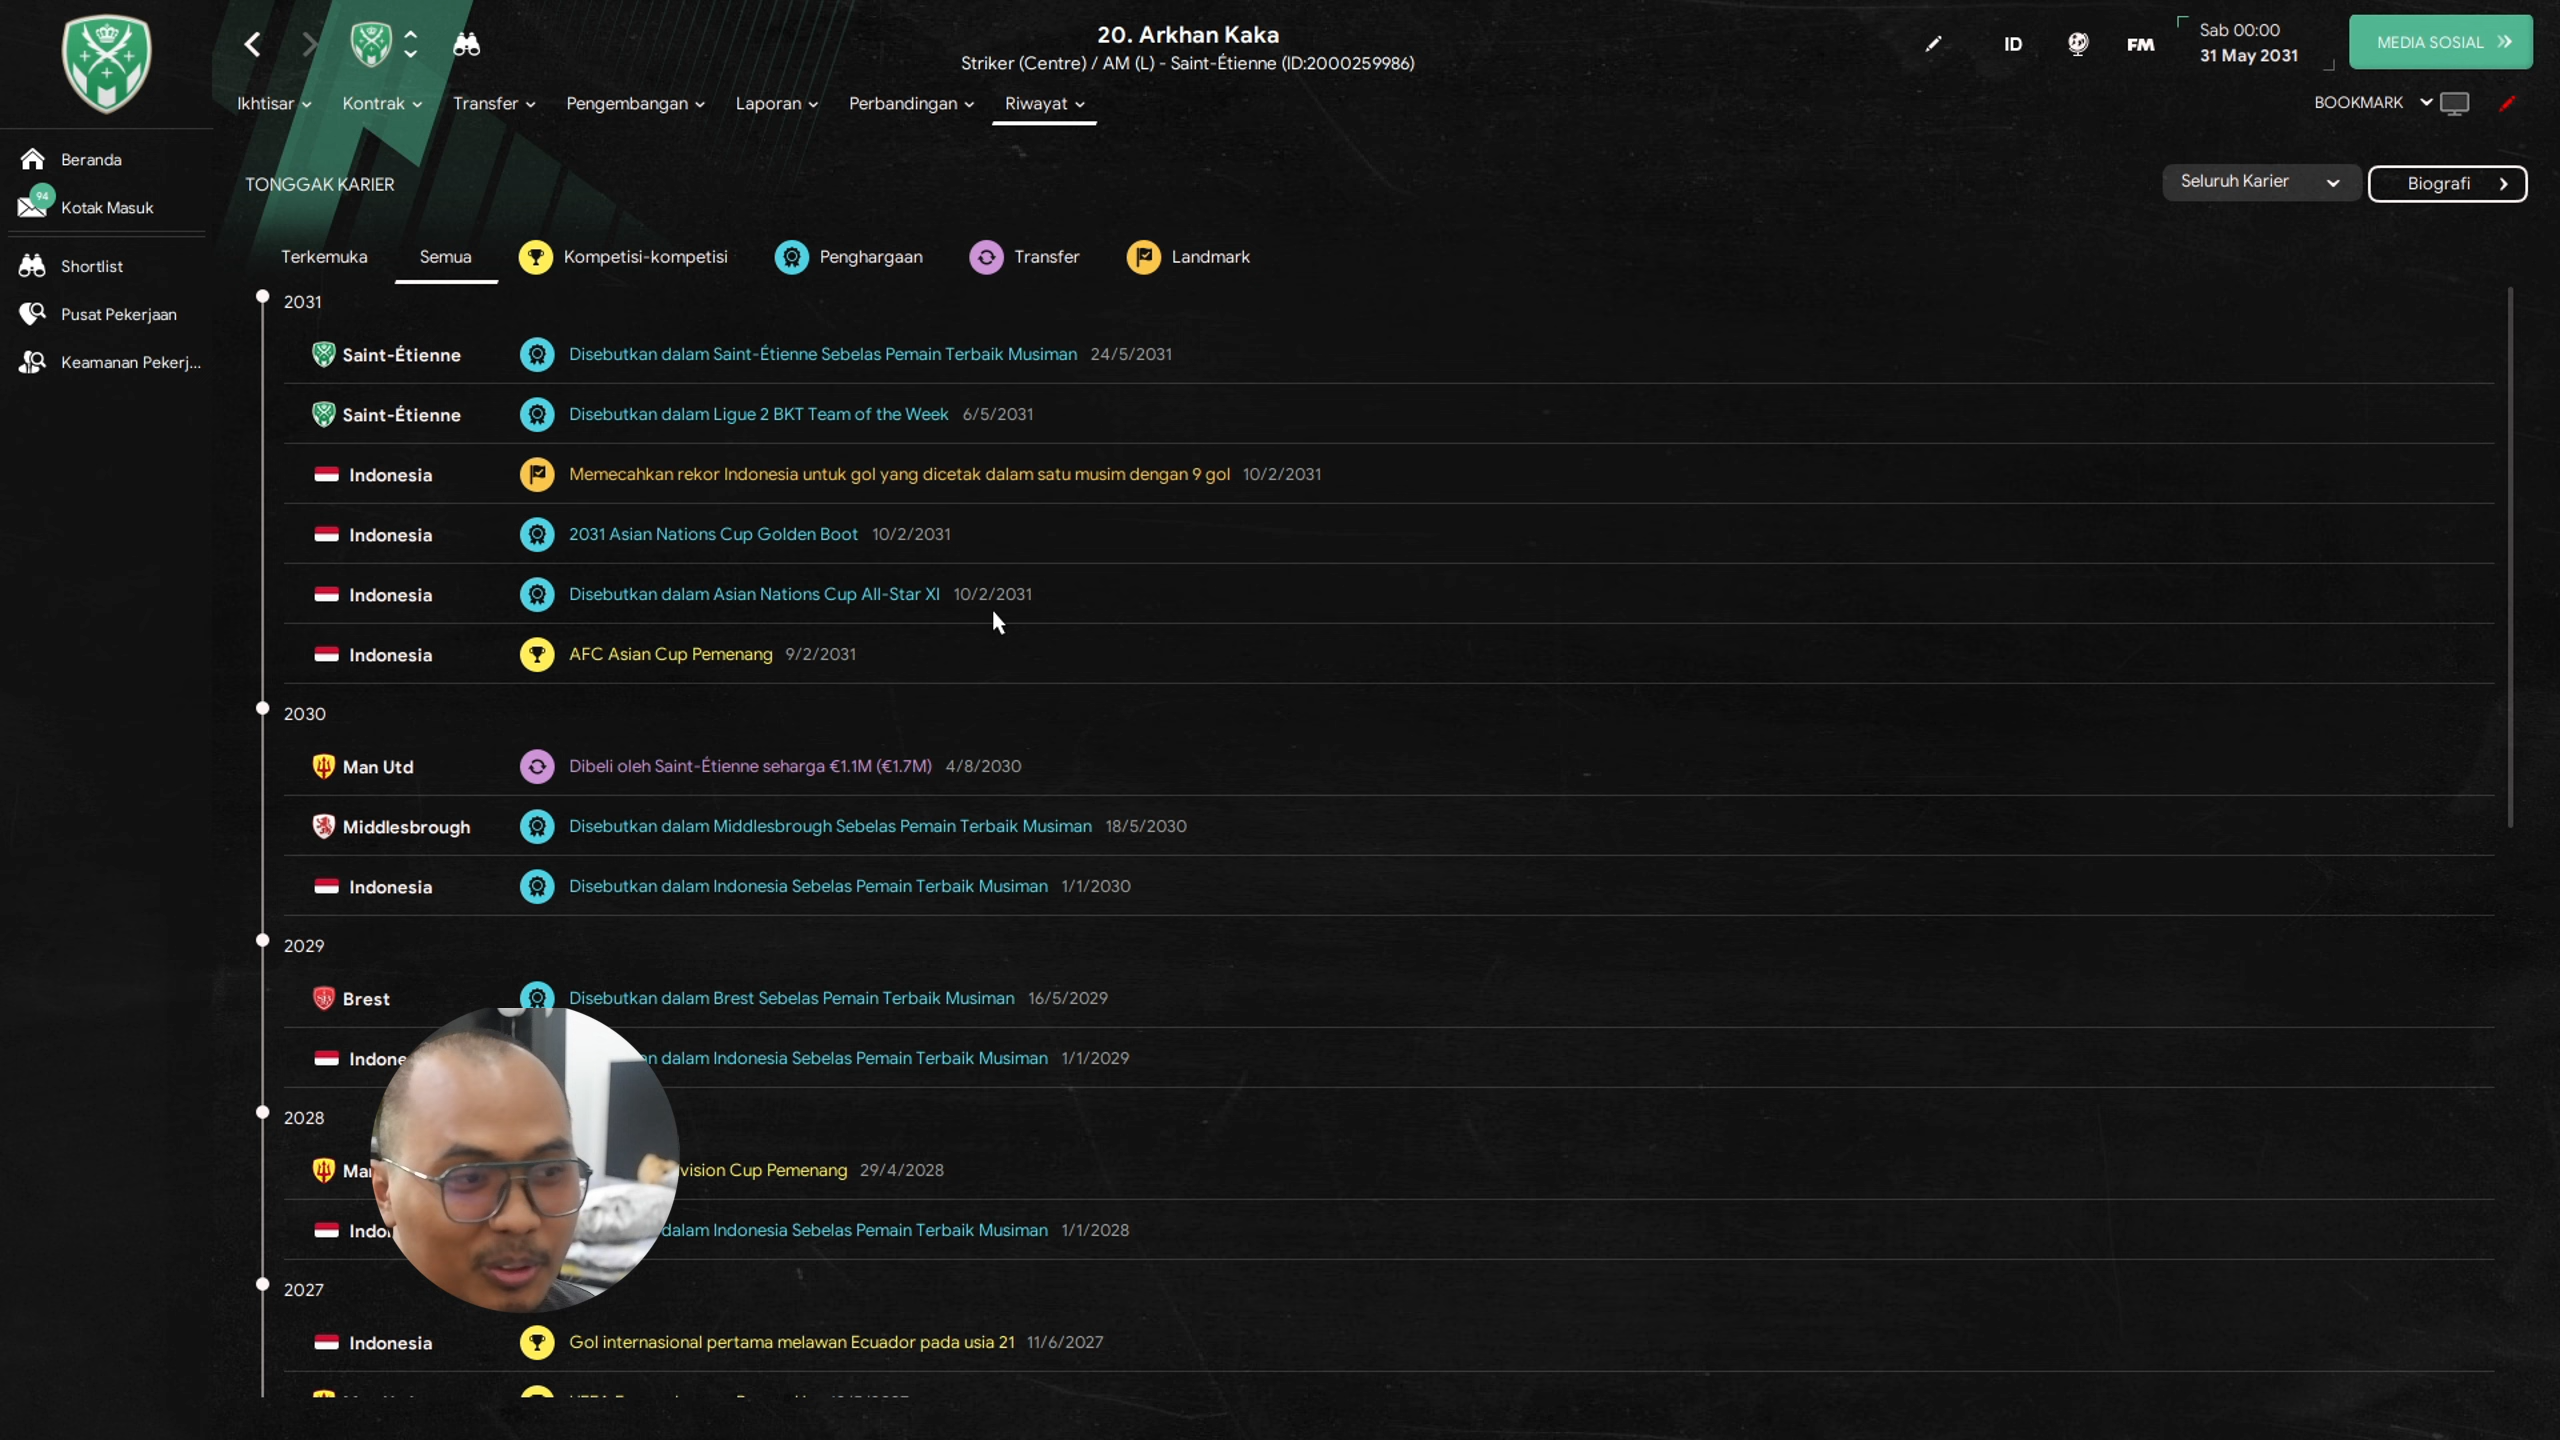 20. Arkhan Kaka
Striker (Centre) / AM (L) - Saint-Étienne (ID:2000259986)
ID
FM
Sab 00:00
31 May 2031
MEDIA SOSIAL
Ikhtisar
Kontrak
Transfer
Pengembangan
Laporan
Perbandingan
Riwayat
BOOKMARK
Beranda
94
Kotak Masuk
Shortlist
Pusat Pekerjaan
Keamanan Pekerj...
TONGGAK KARIER
Seluruh Karier
Biografi
Terkemuka
Semua
Kompetisi-kompetisi
Penghargaan
Transfer
Landmark
2031
Saint-Étienne Disebutkan dalam Saint-Étienne Sebelas Pemain Terbaik Musiman 24/5/2031
Saint-Étienne Disebutkan dalam Ligue 2 BKT Team of the Week 6/5/2031
Indonesia Memecahkan rekor Indonesia untuk gol yang dicetak dalam satu musim dengan 9 gol 10/2/2031
Indonesia 2031 Asian Nations Cup Golden Boot 10/2/2031
Indonesia Disebutkan dalam Asian Nations Cup All-Star XI 10/2/2031
Indonesia AFC Asian Cup Pemenang 9/2/2031
2030
Man Utd Dibeli oleh Saint-Étienne seharga €1.1M (€1.7M) 4/8/2030
Middlesbrough Disebutkan dalam Middlesbrough Sebelas Pemain Terbaik Musiman 18/5/2030
Indonesia Disebutkan dalam Indonesia Sebelas Pemain Terbaik Musiman 1/1/2030
2029
Brest Disebutkan dalam Brest Sebelas Pemain Terbaik Musiman 16/5/2029
dalam Indonesia Sebelas Pemain Terbaik Musiman 1/1/2029
2028
Cup Pemenang 29/4/2028
dalam Indonesia Sebelas Pemain Terbaik Musiman 1/1/2028
2027
Indonesia Gol internasional pertama melawan Ecuador pada usia 21 11/6/2027